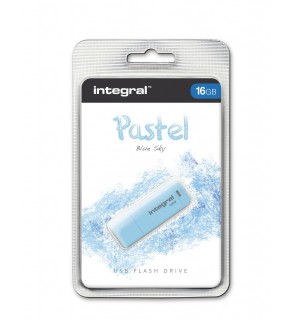 integral
16GB
Pastel
Blue Sky
integral
USB FLASH DRIVE